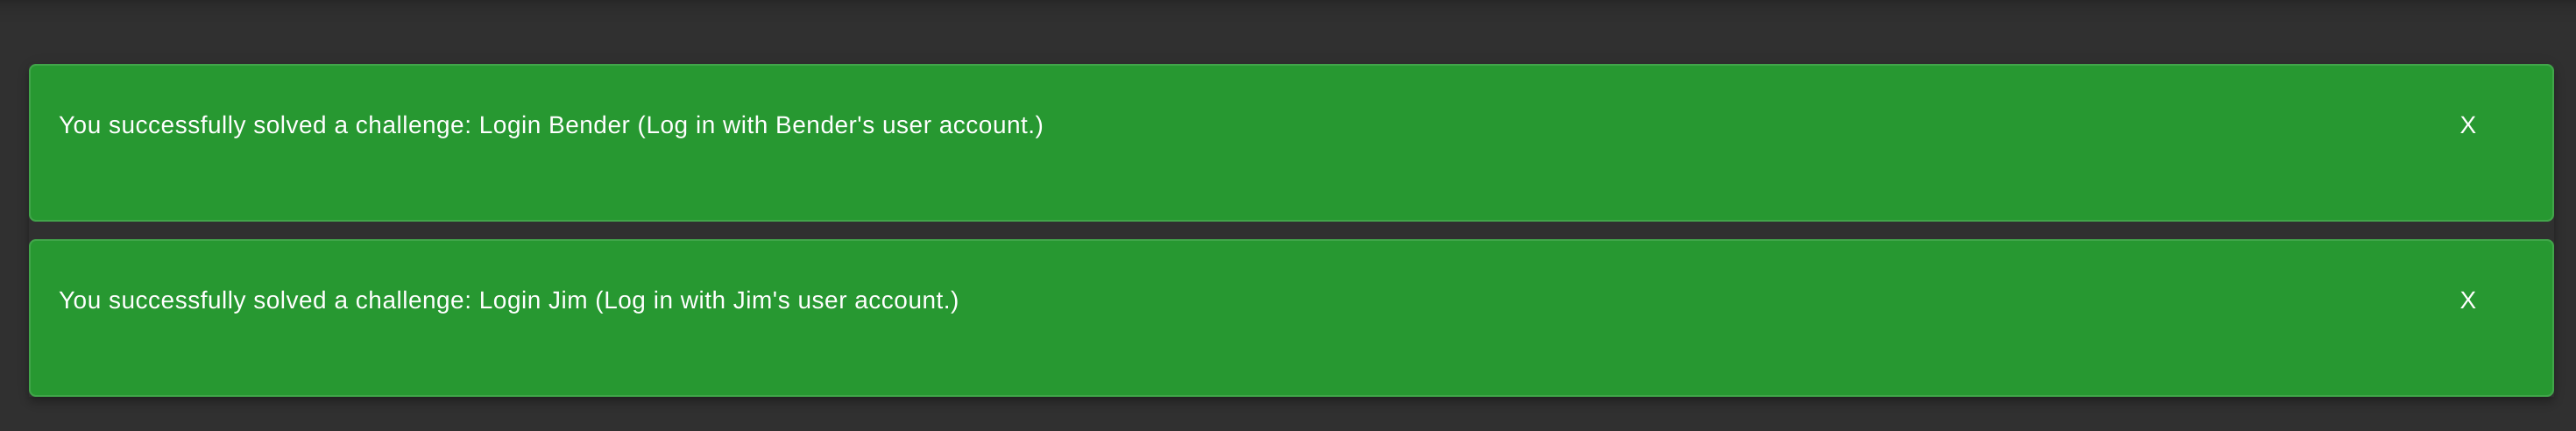 You successfully solved a challenge: Login Bender (Log in with Bender's user account.) X
You successfully solved a challenge: Login Jim (Log in with Jim's user account.) X